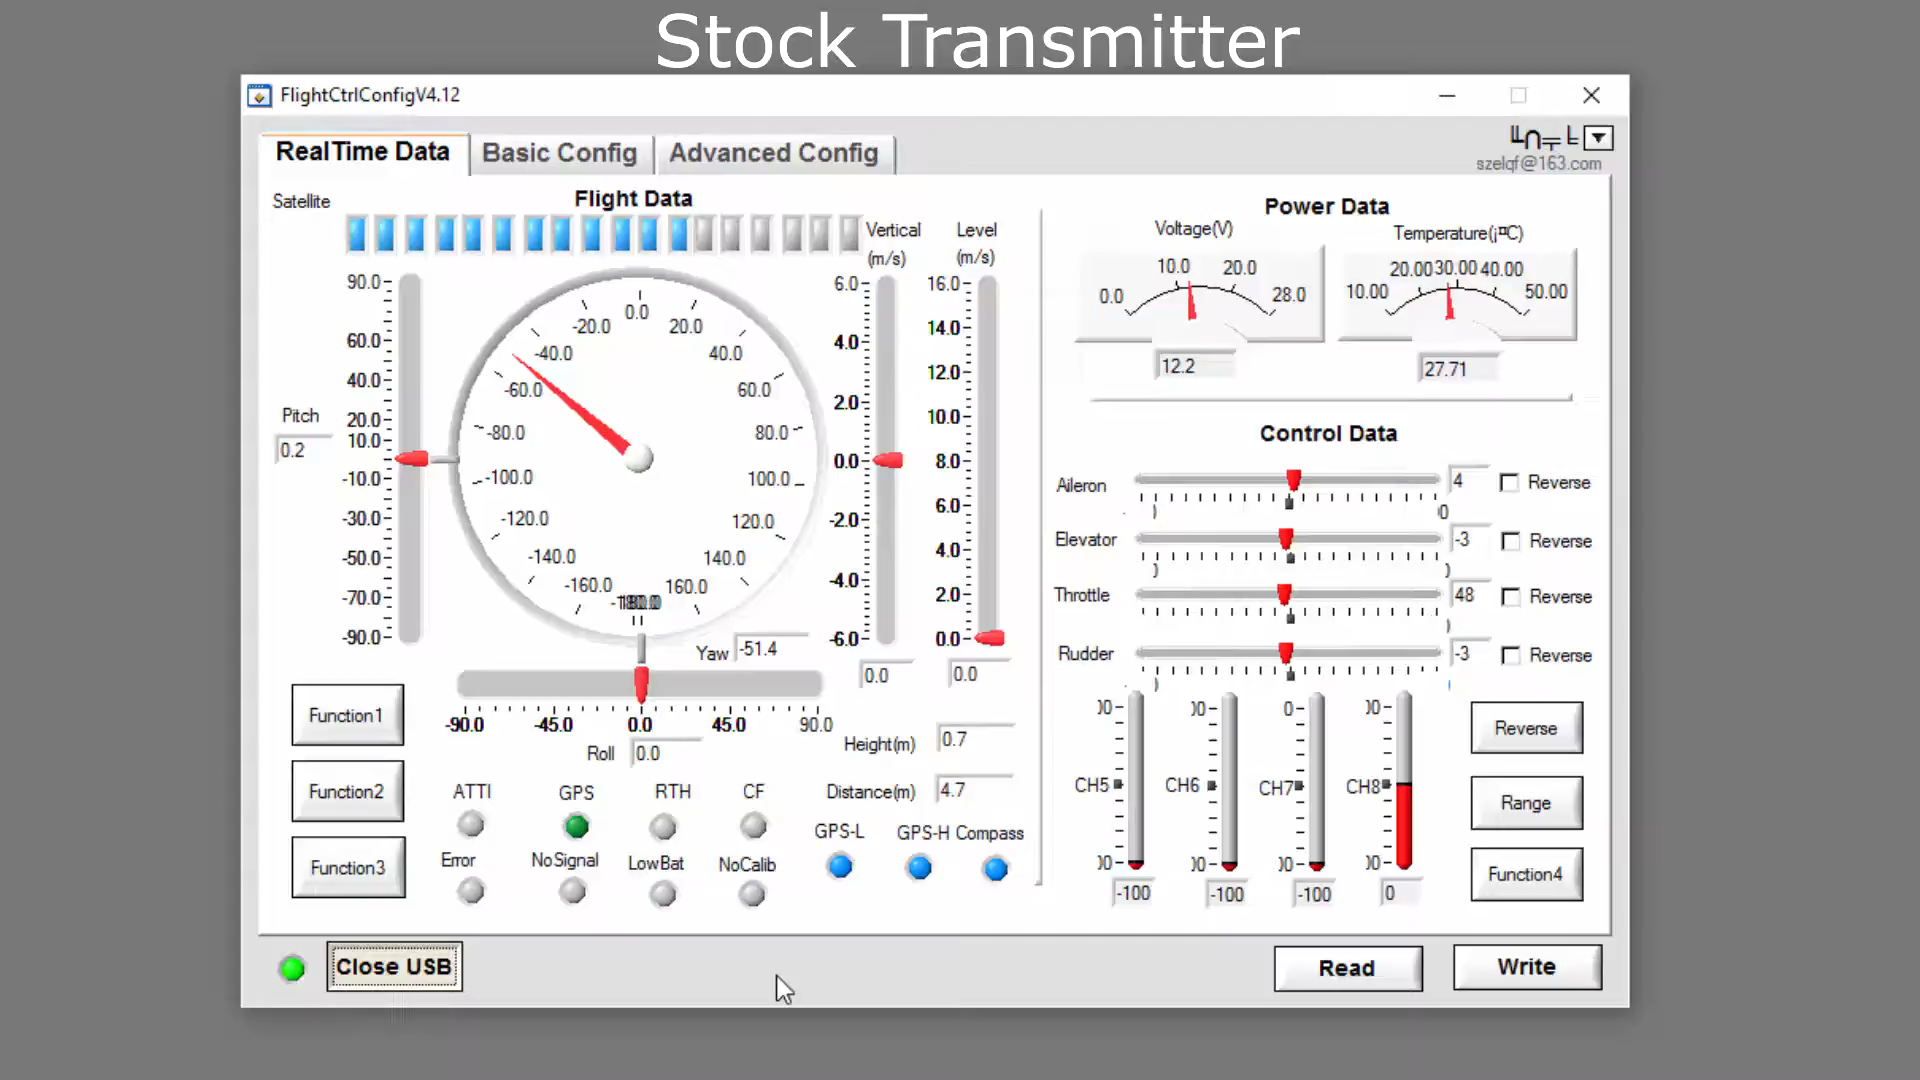 Stock Transmitter
FlightCtrlConfigV4.12
RealTime Data
Basic Config
Advanced Config
szelqf@163.com
Satellite
Flight Data
Vertical
(m/s)
Level
(m/s)
90.0
60.0
40.0
20.0
10.0
-10.0
-30.0
-50.0
-70.0
-90.0
Pitch
0.2
0.0
-20.0
20.0
-40.0
40.0
-60.0
60.0
-80.0
80.0
-100.0
100.0
-120.0
120.0
-140.0
140.0
-160.0
160.0
Yaw
-51.4
6.0
4.0
2.0
0.0
-2.0
-4.0
-6.0
0.0
16.0
14.0
12.0
10.0
8.0
6.0
4.0
2.0
0.0
0.0
-90.0
-45.0
0.0
45.0
90.0
Roll
0.0
Height(m)
0.7
Distance(m)
4.7
Function1
Function2
Function3
ATTI
GPS
RTH
CF
Error
NoSignal
LowBat
NoCalib
GPS-L
GPS-H
Compass
Power Data
Voltage(V)
0.0
10.0
20.0
28.0
12.2
Temperature(¡¤C)
10.00
20.00
30.00
40.00
50.00
27.71
Control Data
Aileron
4
Reverse
Elevator
-3
Reverse
Throttle
48
Reverse
Rudder
-3
Reverse
CH5
-100
CH6
-100
CH7
-100
CH8
0
Reverse
Range
Function4
Close USB
Read
Write